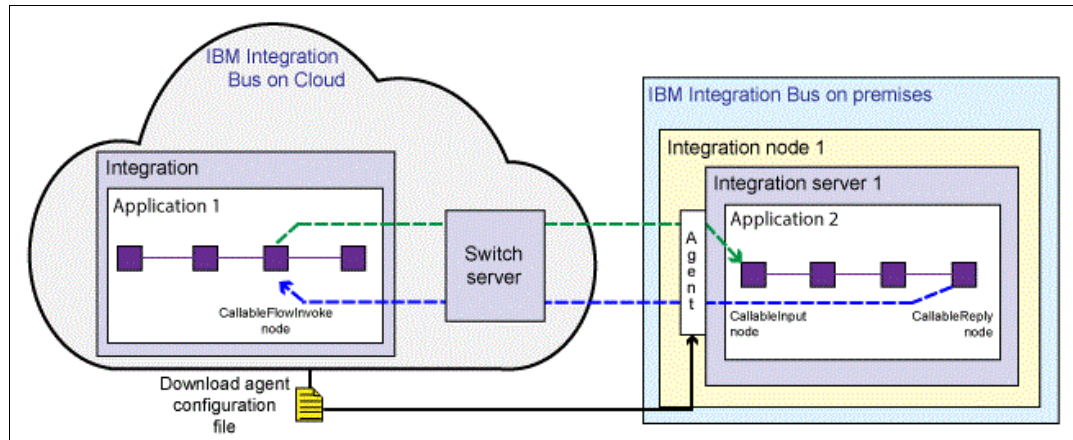 IBM Integration
Bus on Cloud
Integration
Application 1
CallableFlowInvoke
node
Switch
server
Download agent
configuration
file
IBM Integration Bus on premises
Integration node 1
Integration server 1
Agent
Application 2
CallableInput
node
CallableReply
node